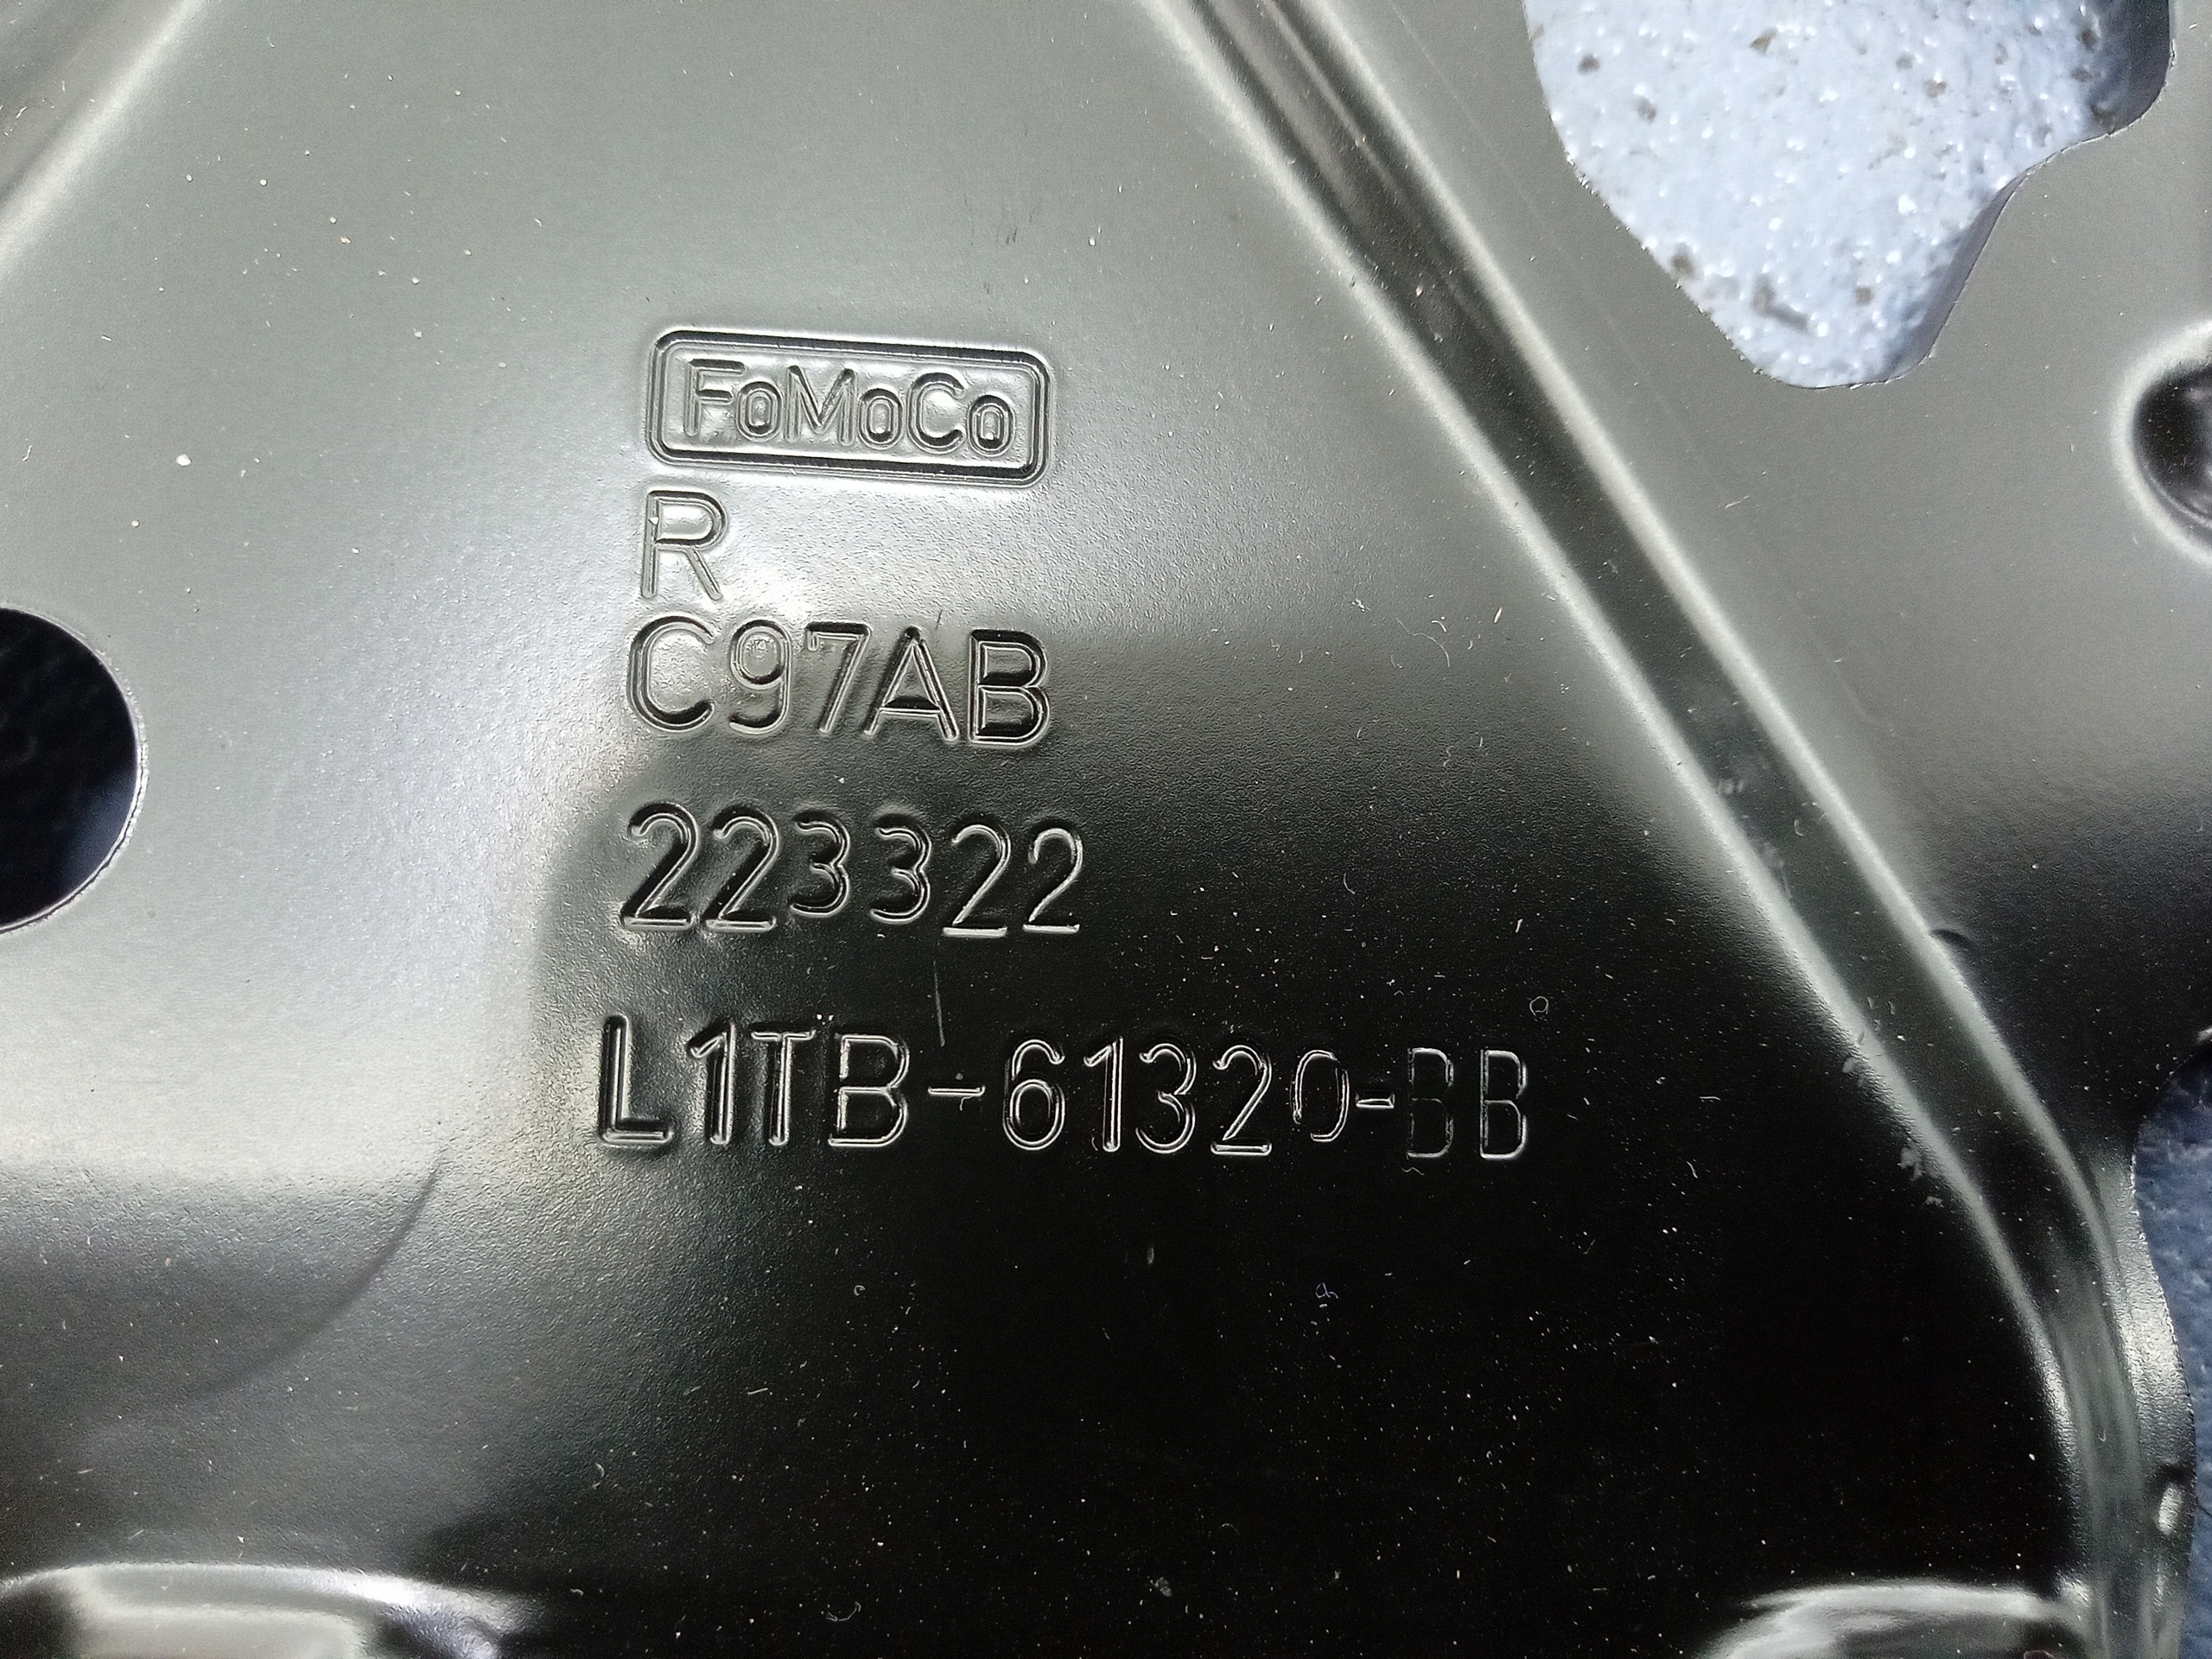 FoMoCo
R
C97AB
223322
L1TB-61320-BB